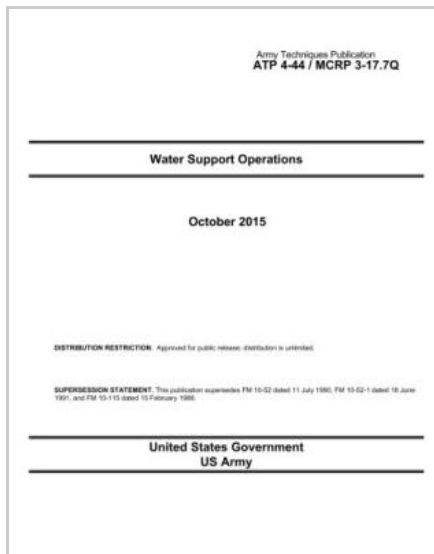 Army Techniques Publication
ATP 4-44 / MCRP 3-17.7Q
Water Support Operations
October 2015
DISTRIBUTION RESTRICTION. Approved for public release; distribution is unlimited.
SUPERSESSION STATEMENT. This publication supersedes FM 10-52 dated 11 July 1990, FM 10-52-1 dated 18 June
1991, and FM 10-115 dated 15 February 1989.
United States Government
US Army